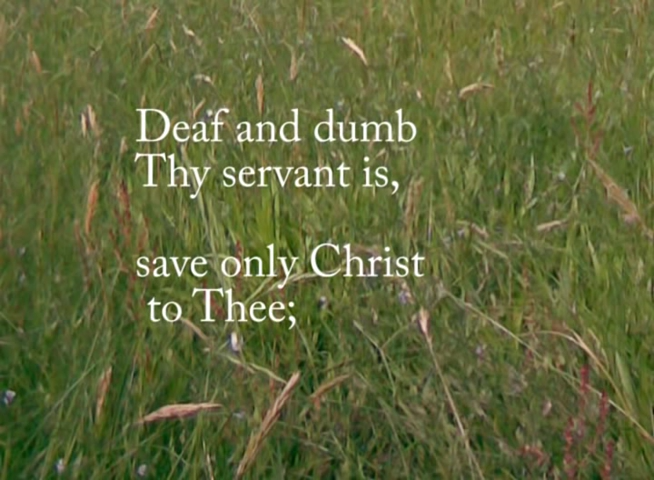 Deaf and dumb
Thy servant is,
save only Christ
to Thee;